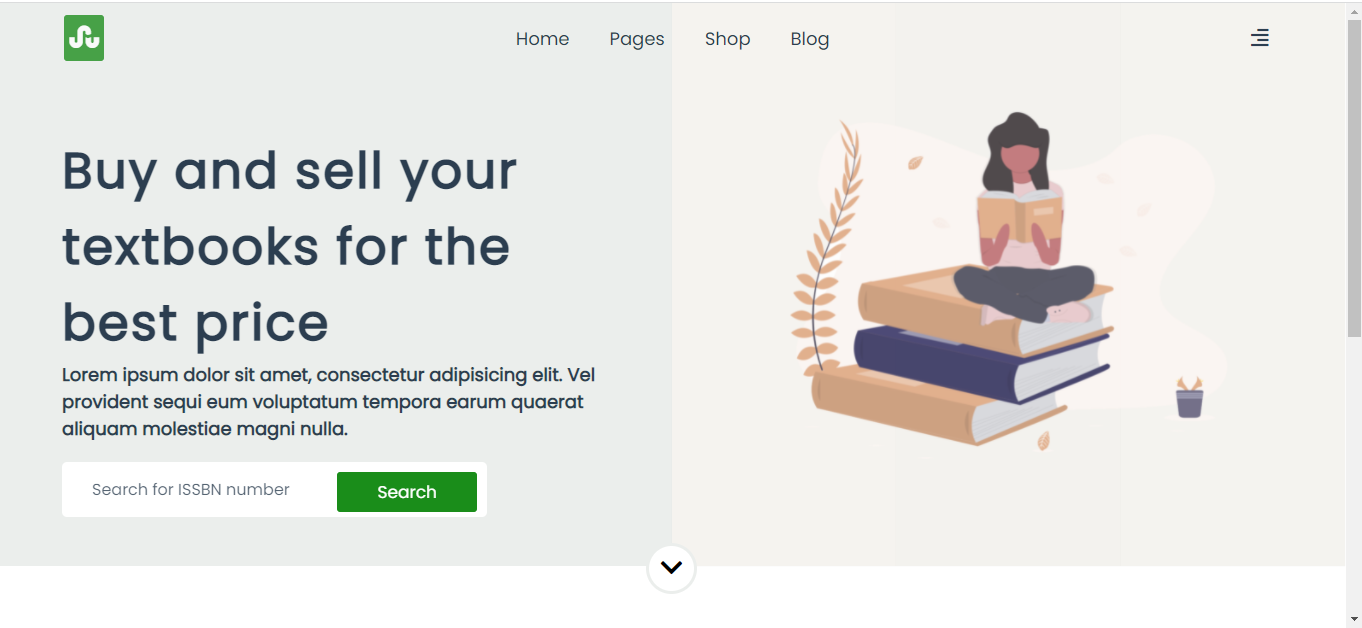 Home Pages Shop Blog
Buy and sell your
textbooks for the
best price
Lorem ipsum dolor sit amet, consectetur adipisicing elit. Vel
provident sequi eum voluptatum tempora earum quaerat
aliquam molestiae magni nulla.
Search for ISSBN number Search